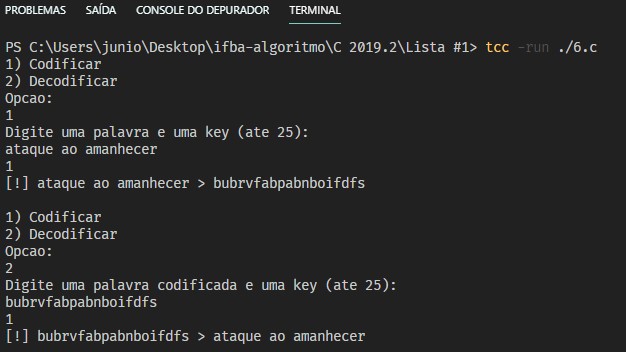 PROBLEMAS SAÍDA CONSOLE DO DEPURADOR TERMINAL
PS C:\Users\junio\Desktop\ifba-algoritmo\C 2019.2\Lista #1> tcc -run ./6.c
1) Codificar
2) Decodificar
Opcao:
1
Digite uma palavra e uma key (ate 25):
ataque ao amanhecer
1
[!] ataque ao amanhecer > bubrvfabpabnboifdfs
1) Codificar
2) Decodificar
Opcao:
2
Digite uma palavra codificada e uma key (ate 25):
bubrvfabpabnboifdfs
1
[!] bubrvfabpabnboifdfs > ataque ao amanhecer